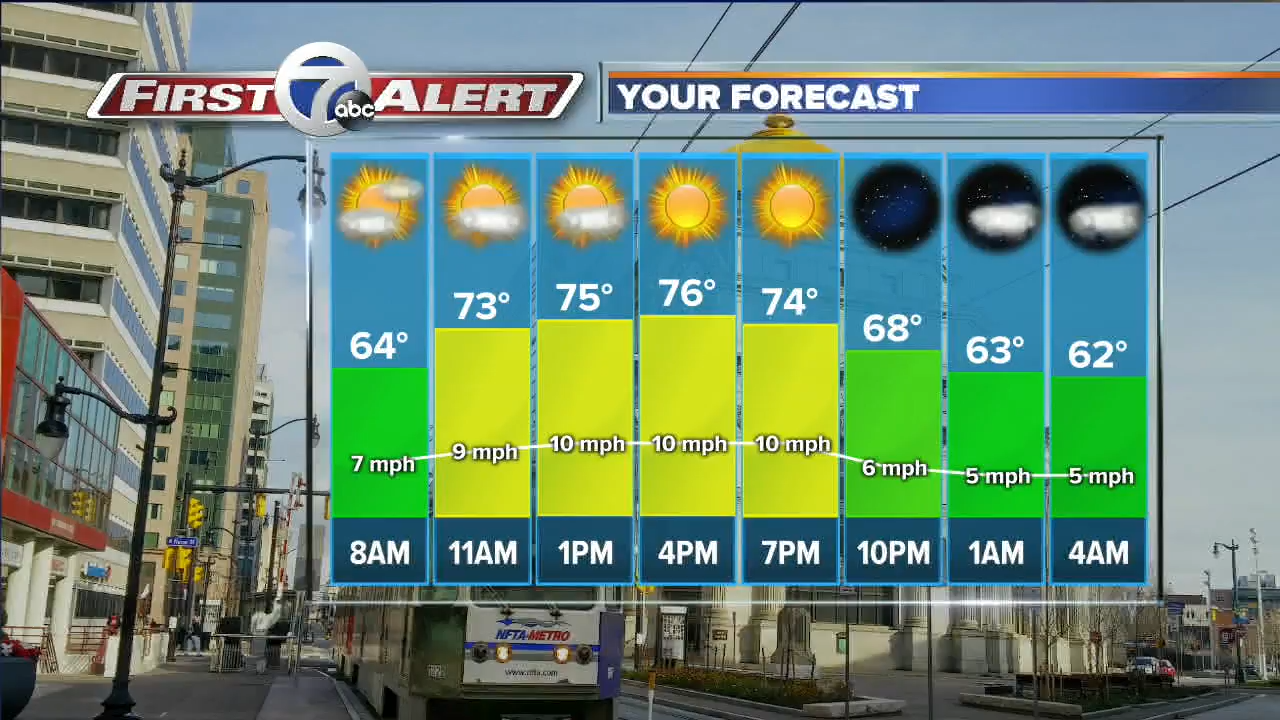 FIRST 7 abc ALERT
YOUR FORECAST
64° 73° 75° 76° 74° 68° 63° 62°
7 mph 9 mph 10 mph 10 mph 10 mph 6 mph 5 mph 5 mph
8AM 11AM 1PM 4PM 7PM 10PM 1AM 4AM
NFTA-METRO
www.nfta.com